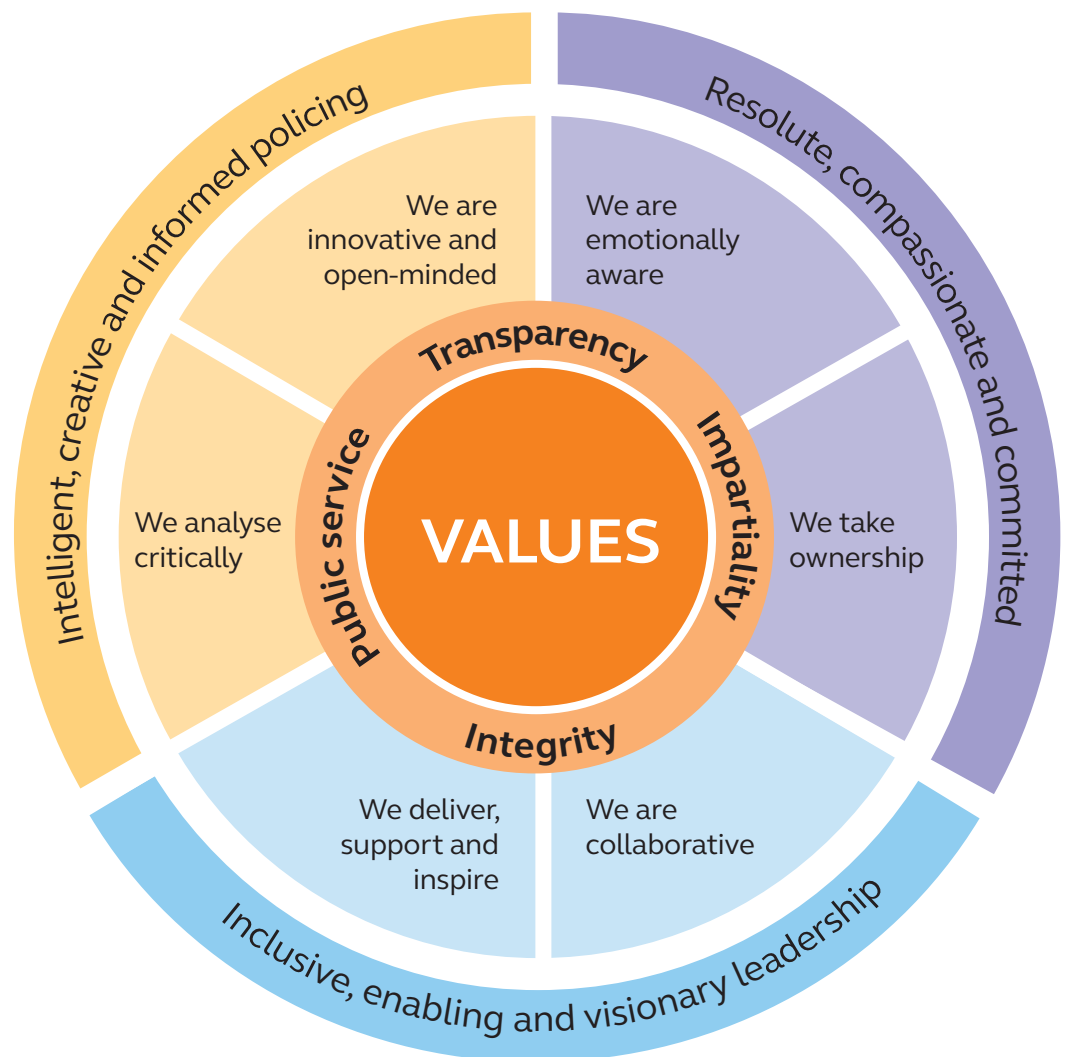 Intelligent, creative and informed policing
Resolute, compassionate and committed
We are
innovative and
open-minded
We are
emotionally
aware
Transparency
Public service
Impartiality
VALUES
We analyse
critically
We take
ownership
Integrity
We deliver,
support and
inspire
We are
collaborative
Inclusive, enabling and visionary leadership